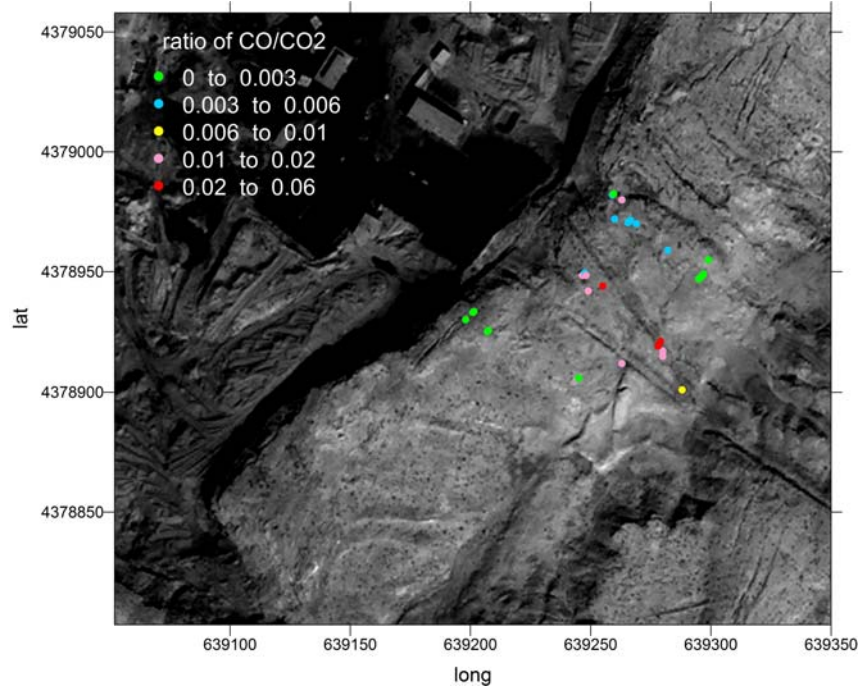 ratio of CO/CO2
0 to 0.003
0.003 to 0.006
0.006 to 0.01
0.01 to 0.02
0.02 to 0.06
4379050
4379000
4378950
4378900
4378850
lat
639100 639150 639200 639250 639300 639350
long